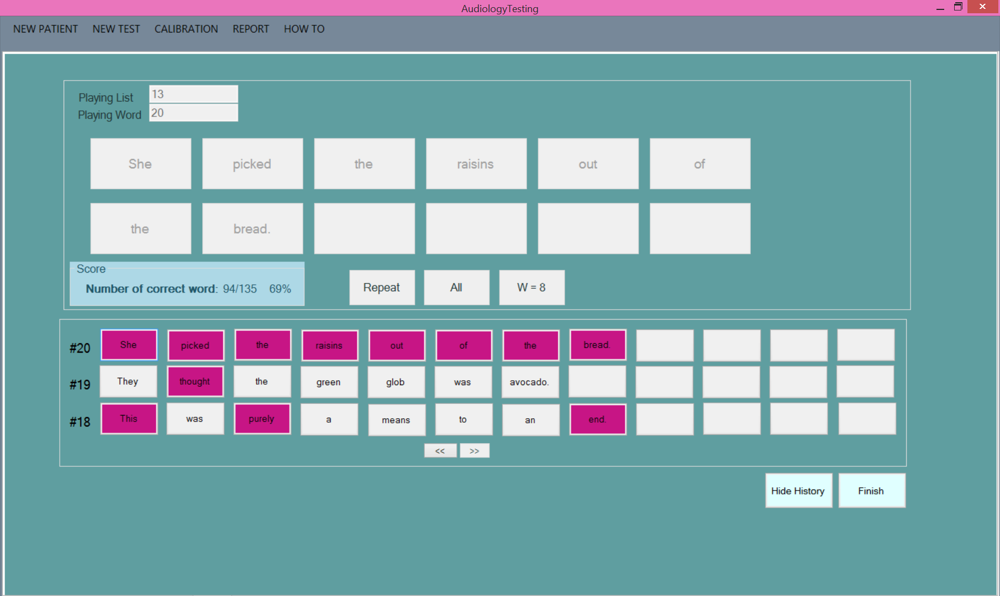 AudiologyTesting
NEW PATIENT NEW TEST CALIBRATION REPORT HOW TO
Playing List 13
Playing Word 20
She picked the raisins out of
the bread.
Score
Number of correct word: 94/135 69%
Repeat All W = 8
#20 She picked the raisins out of the bread.
#19 They thought the green glob was avocado.
#18 This was purely a means to an end.
<< >>
Hide History Finish